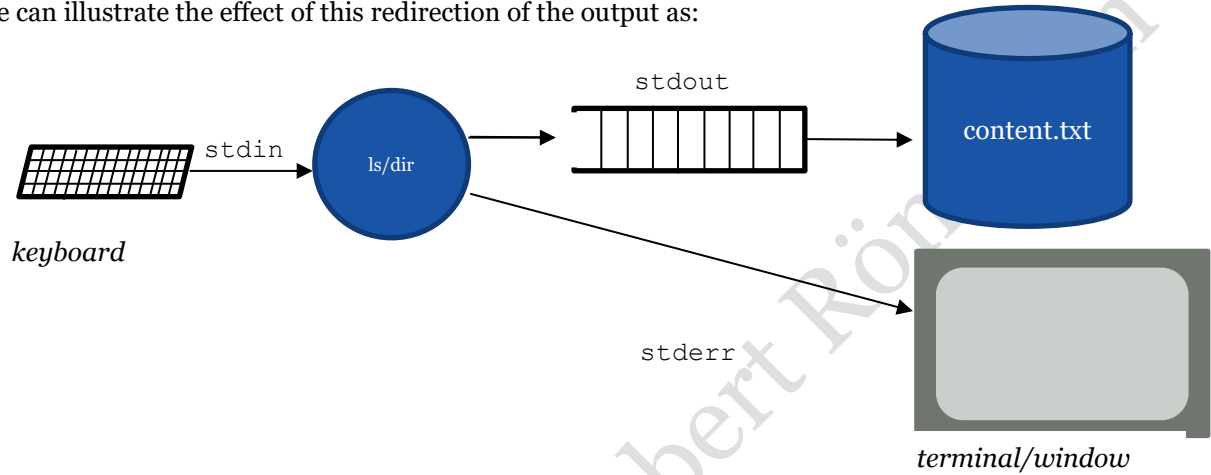 e can illustrate the effect of this redirection of the output as:
stdout
content.txt
stdin
ls/dir
keyboard
stderr
terminal/window